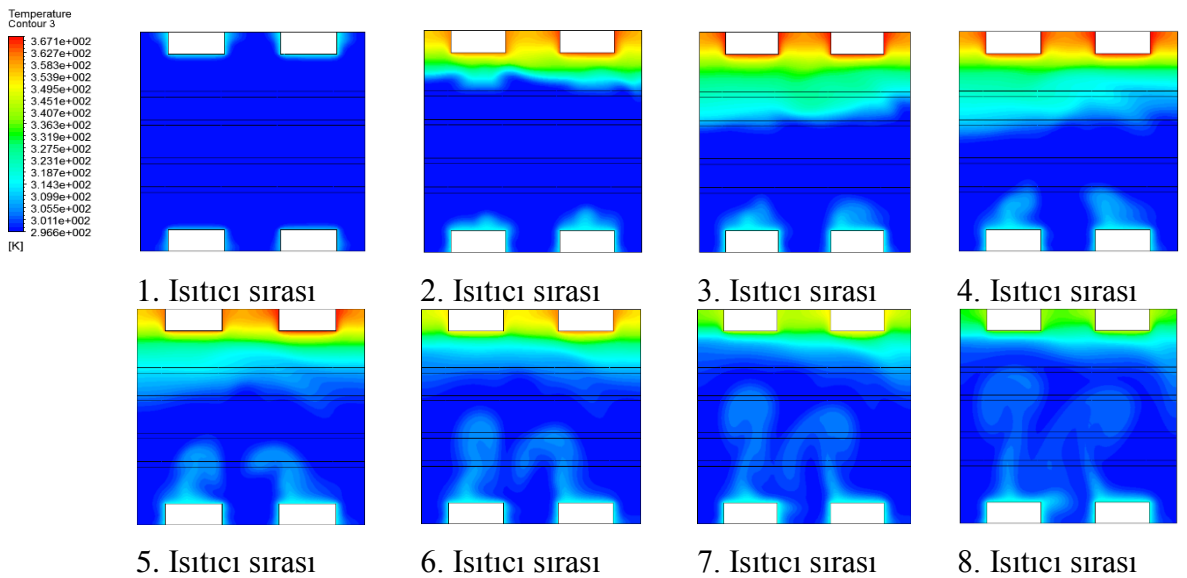 Temperature
Contour 3
3.671e+002
3.627e+002
3.583e+002
3.539e+002
3.495e+002
3.451e+002
3.407e+002
3.363e+002
3.319e+002
3.275e+002
3.231e+002
3.187e+002
3.143e+002
3.099e+002
3.055e+002
3.011e+002
2.966e+002
[K]
1. Isıtıcı sırası
2. Isıtıcı sırası
3. Isıtıcı sırası
4. Isıtıcı sırası
5. Isıtıcı sırası
6. Isıtıcı sırası
7. Isıtıcı sırası
8. Isıtıcı sırası